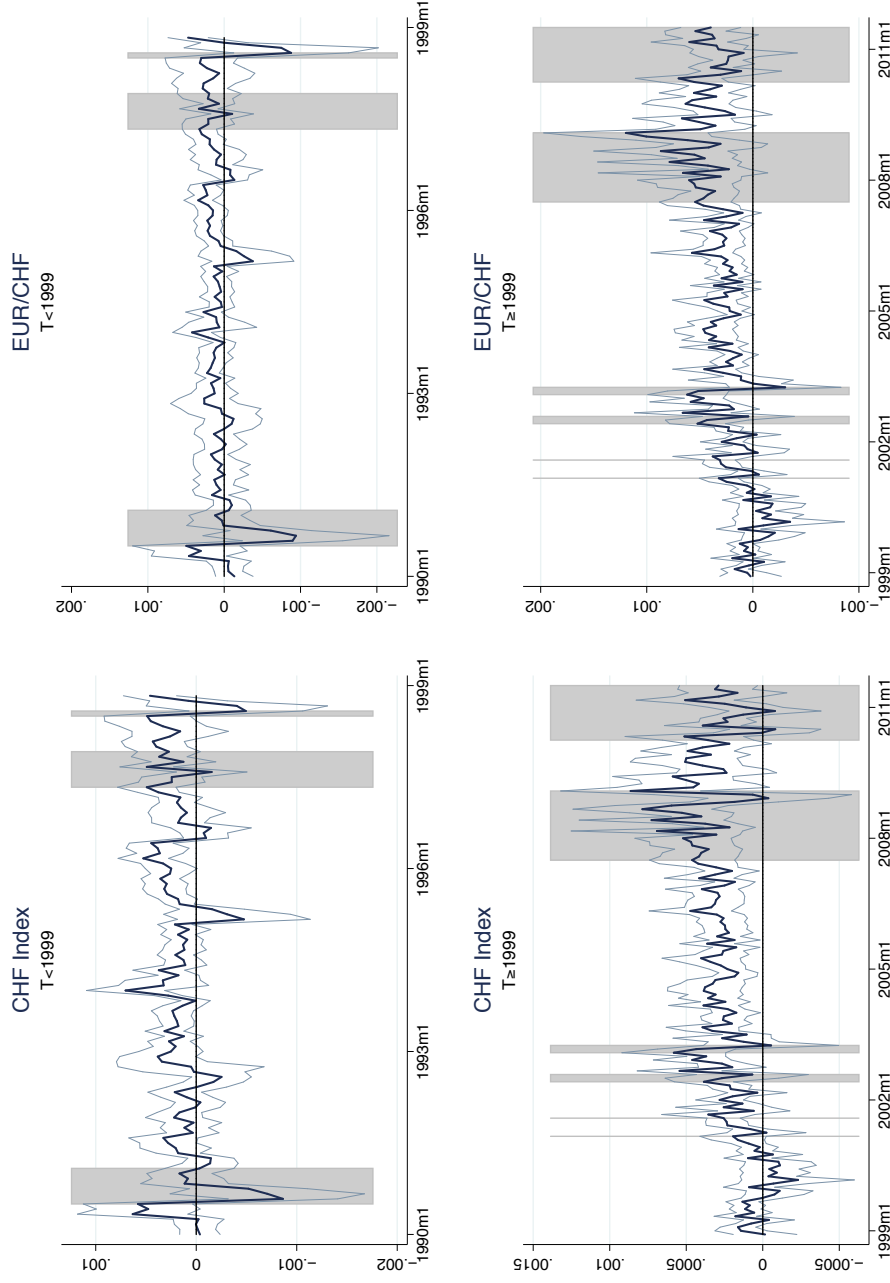 CHF Index
T<1999
.001
0
−.001
−.002
1990m1 1993m1 1996m1 1999m1
EUR/CHF
T<1999
.002
.001
0
−.001
−.002
1990m1 1993m1 1996m1 1999m1
CHF Index
T≥1999
.0015
.0005
0
−.0005
1999m1 2002m1 2005m1 2008m1 2011m1
EUR/CHF
T≥1999
.002
.001
0
−.001
1999m1 2002m1 2005m1 2008m1 2011m1